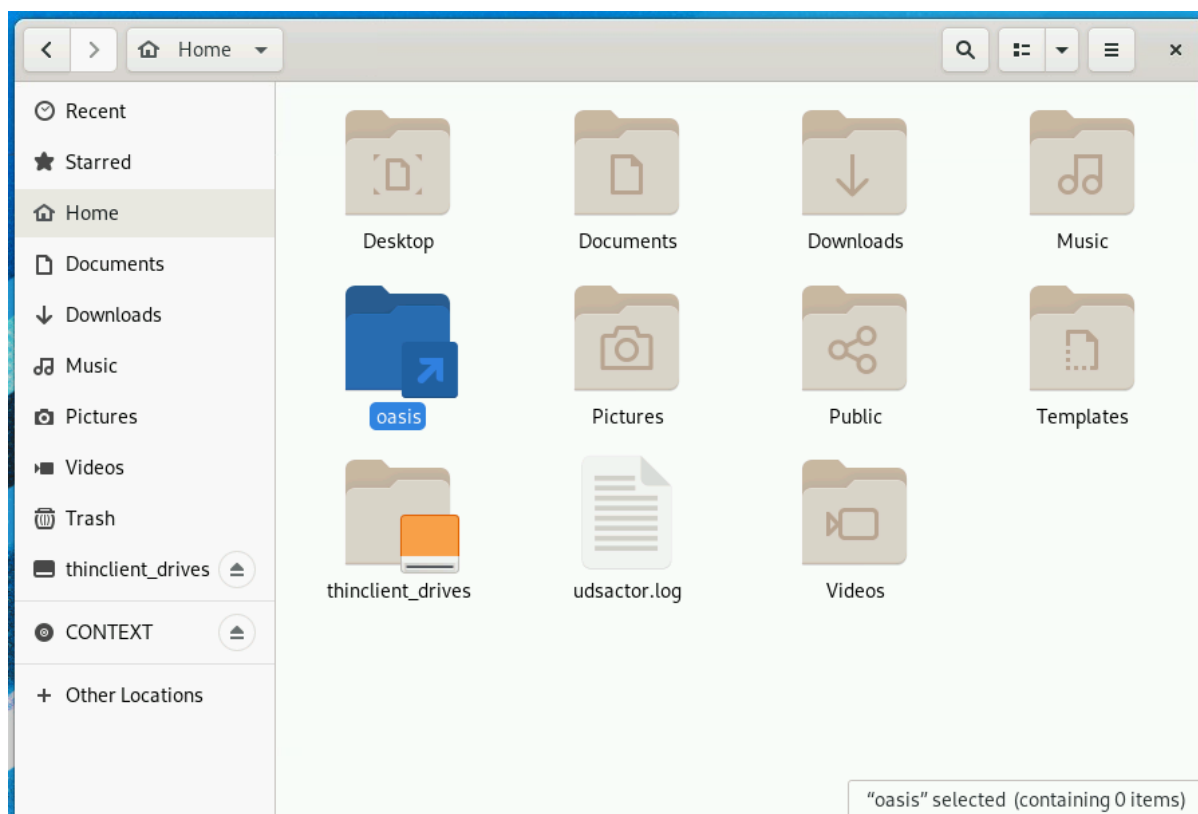 Home
Recent
Starred
Home
Documents
Downloads
Music
Pictures
Videos
Trash
thinclient_drives
CONTEXT
+ Other Locations
Desktop
Documents
Downloads
Music
oasis
Pictures
Public
Templates
thinclient_drives
udsactor.log
Videos
“oasis” selected (containing 0 items)